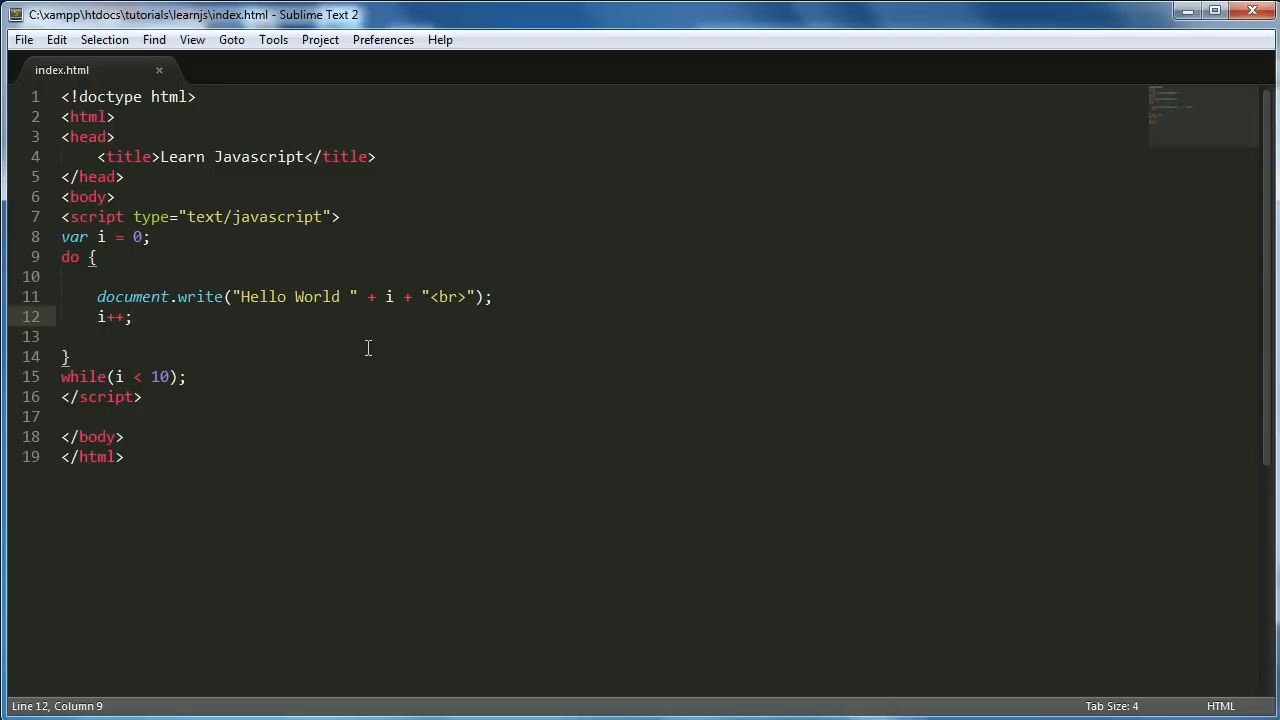 C:\xampp\htdocs\tutorials\learnjs\index.html - Sublime Text 2
File Edit Selection Find View Goto Tools Project Preferences Help
index.html ×
1 <!doctype html>
2 <html>
3 <head>
4 <title>Learn Javascript</title>
5 </head>
6 <body>
7 <script type="text/javascript">
8 var i = 0;
9 do {
10
11 document.write("Hello World " + i + "<br>");
12 i++;
13
14 }
15 while(i < 10);
16 </script>
17
18 </body>
19 </html>
Line 12, Column 9 Tab Size: 4 HTML